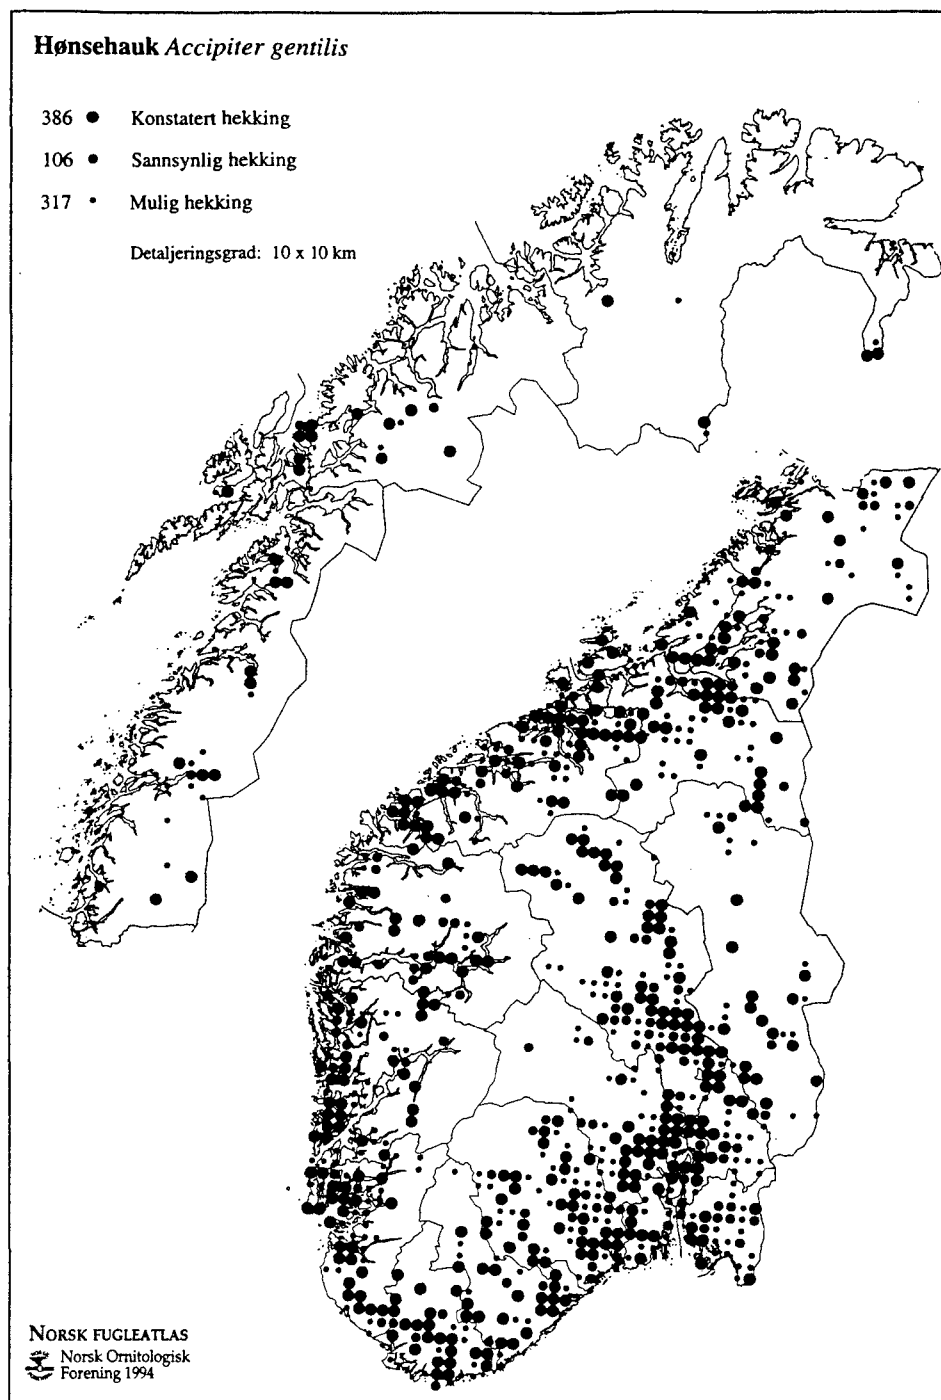 Hønsehauk Accipiter gentilis
386 ● Konstatert hekking
106 ● Sannsynlig hekking
317 • Mulig hekking
Detaljeringsgrad: 10 x 10 km
NORSK FUGLEATLAS
Norsk Ornitologisk
Forening 1994